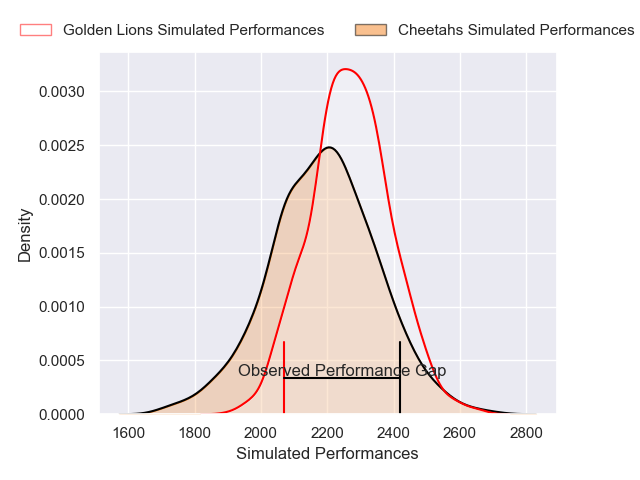 Golden Lions Simulated Performances Cheetahs Simulated Performances
0.0030
0.0025
0.0020
Density
0.0015
0.0010
0.0005
Observed Performance Gap
0.0000
1600 1800 2000 2200 2400 2600 2800
Simulated Performances